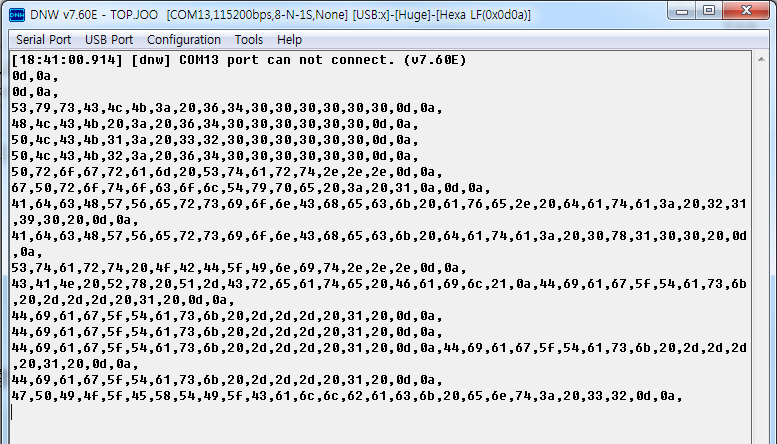 DNW v7.60E - TOP.JOO [COM13,115200bps,8-N-1S,None] [USB:x]-[Huge]-[Hexa LF(0x0d0a)]
Serial Port USB Port Configuration Tools Help
[18:41:00.914] [dnw] COM13 port can not connect. (v7.60E)
0d,0a,
0d,0a,
53,79,73,43,4c,4b,3a,20,36,34,30,30,30,30,30,30,0d,0a,
48,4c,43,4b,20,3a,20,36,34,30,30,30,30,30,30,0d,0a,
50,4c,43,4b,31,3a,20,33,32,30,30,30,30,30,30,0d,0a,
50,4c,43,4b,32,3a,20,36,34,30,30,30,30,30,30,0d,0a,
50,72,6f,67,72,61,6d,20,53,74,61,72,74,2e,2e,2e,0d,0a,
67,50,72,6f,74,6f,63,6f,6c,54,79,70,65,20,3a,20,31,0a,0d,0a,
41,64,63,48,57,56,65,72,73,69,6f,6e,43,68,65,63,6b,20,61,76,65,2e,20,64,61,74,61,3a,20,32,31
,39,30,20,0d,0a,
41,64,63,48,57,56,65,72,73,69,6f,6e,43,68,65,63,6b,20,64,61,74,61,3a,20,30,78,31,30,30,20,0d
,0a,
53,74,61,72,74,20,4f,42,44,5f,49,6e,69,74,2e,2e,2e,0d,0a,
43,41,4e,20,52,78,20,51,2d,43,72,65,61,74,65,20,46,61,69,6c,21,0a,44,69,61,67,5f,54,61,73,6b
,20,2d,2d,2d,20,31,20,0d,0a,
44,69,61,67,5f,54,61,73,6b,20,2d,2d,2d,20,31,20,0d,0a,
44,69,61,67,5f,54,61,73,6b,20,2d,2d,2d,20,31,20,0d,0a,
44,69,61,67,5f,54,61,73,6b,20,2d,2d,2d,20,31,20,0d,0a,44,69,61,67,5f,54,61,73,6b,20,2d,2d,2d
,20,31,20,0d,0a,
44,69,61,67,5f,54,61,73,6b,20,2d,2d,2d,20,31,20,0d,0a,
47,50,49,4f,5f,45,58,54,49,5f,43,61,6c,6c,62,61,63,6b,20,65,6e,74,3a,20,33,32,0d,0a,